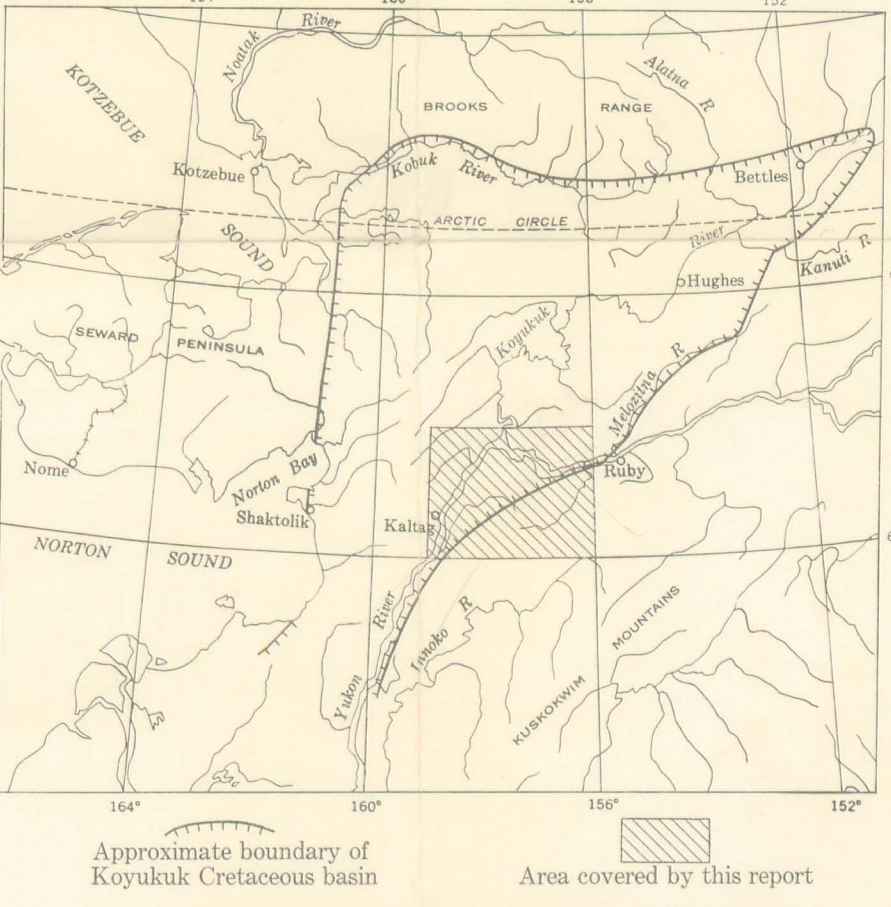 152
Noatak
River
KOTZEBUE
SOUND
BROOKS
RANGE
Alatna R
Kotzebue
Kobuk
River
Bettles
ARCTIC CIRCLE
River
Kanuti R
Hughes
SEWARD
PENINSULA
Koyukuk
Melozitna R
Nome
Norton Bay
Ruby
Shaktolik
Kaltag
NORTON
SOUND
River
Innoko R
MOUNTAINS
Yukon
KUSKOKWIM
164°
160°
156°
152°
Approximate boundary of
Koyukuk Cretaceous basin
Area covered by this report